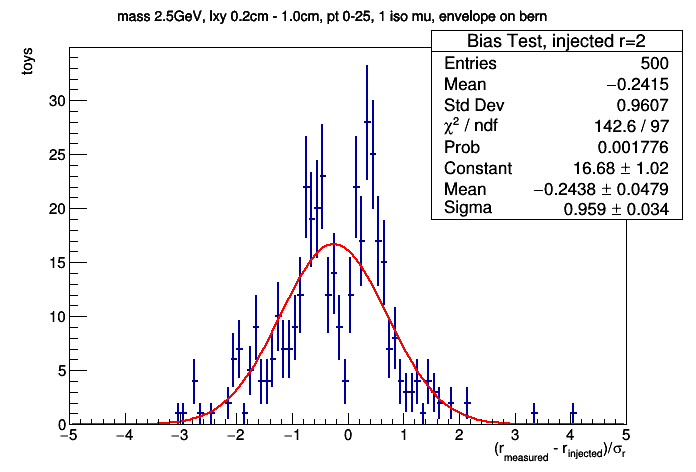 mass 2.5GeV, lxy 0.2cm - 1.0cm, pt 0-25, 1 iso mu, envelope on bern
Bias Test, injected r=2
Entries 500
Mean −0.2415
Std Dev 0.9607
χ² / ndf 142.6 / 97
Prob 0.001776
Constant 16.68 ± 1.02
Mean −0.2438 ± 0.0479
Sigma 0.959 ± 0.034
toys
30
25
20
15
10
5
0
−5 −4 −3 −2 −1 0 1 2 3 4 5
(r_measured - r_injected)/σ_r